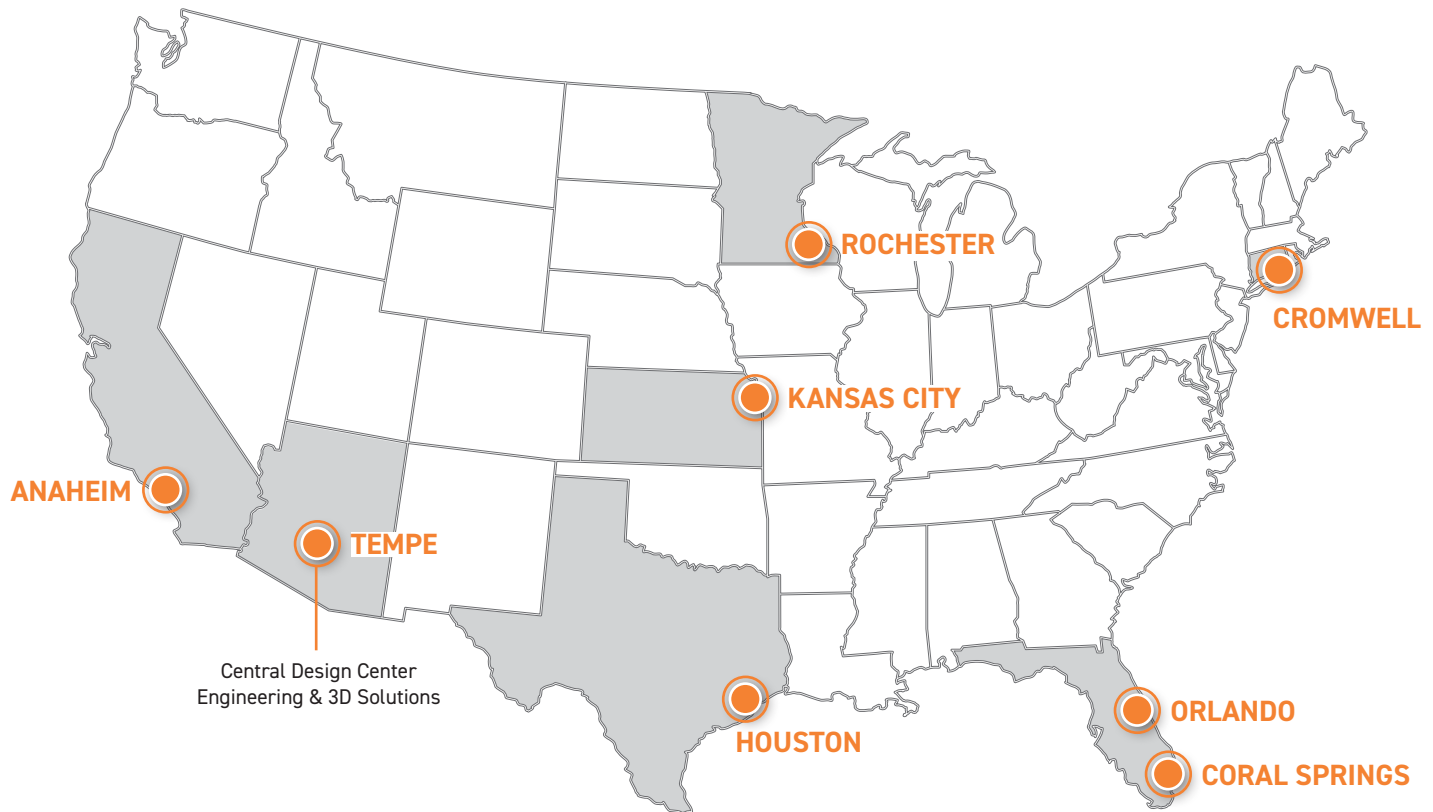 ROCHESTER
CROMWELL
KANSAS CITY
ANAHEIM
TEMPE
Central Design Center
Engineering & 3D Solutions
HOUSTON
ORLANDO
CORAL SPRINGS